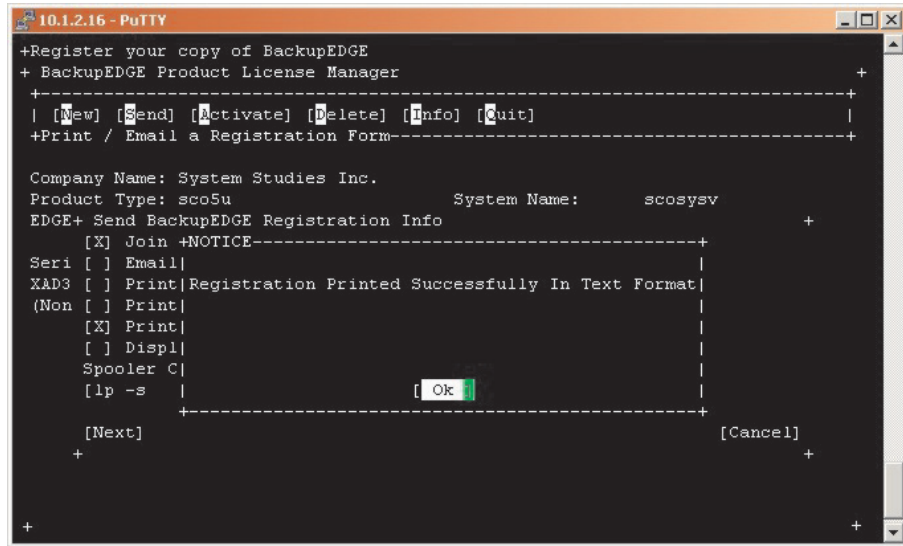 10.1.2.16 - PuTTY
+Register your copy of BackupEDGE
+ BackupEDGE Product License Manager +
+----------------------------------------------------------------------------+
| [New] [Send] [Activate] [Delete] [Info] [Quit] |
+Print / Email a Registration Form-------------------------------------------+
Company Name: System Studies Inc.
Product Type: sco5u System Name: scosysv
EDGE+ Send BackupEDGE Registration Info +
[X] Join +NOTICE--------------------------------------------+
Seri [ ] Email| |
XAD3 [ ] Print|Registration Printed Successfully In Text Format|
(Non [ ] Print| |
[X] Print| |
[ ] Displ| |
Spooler C| |
[lp -s | [ Ok ] |
+--------------------------------------------------+
[Next] [Cancel]
+ +
+ +